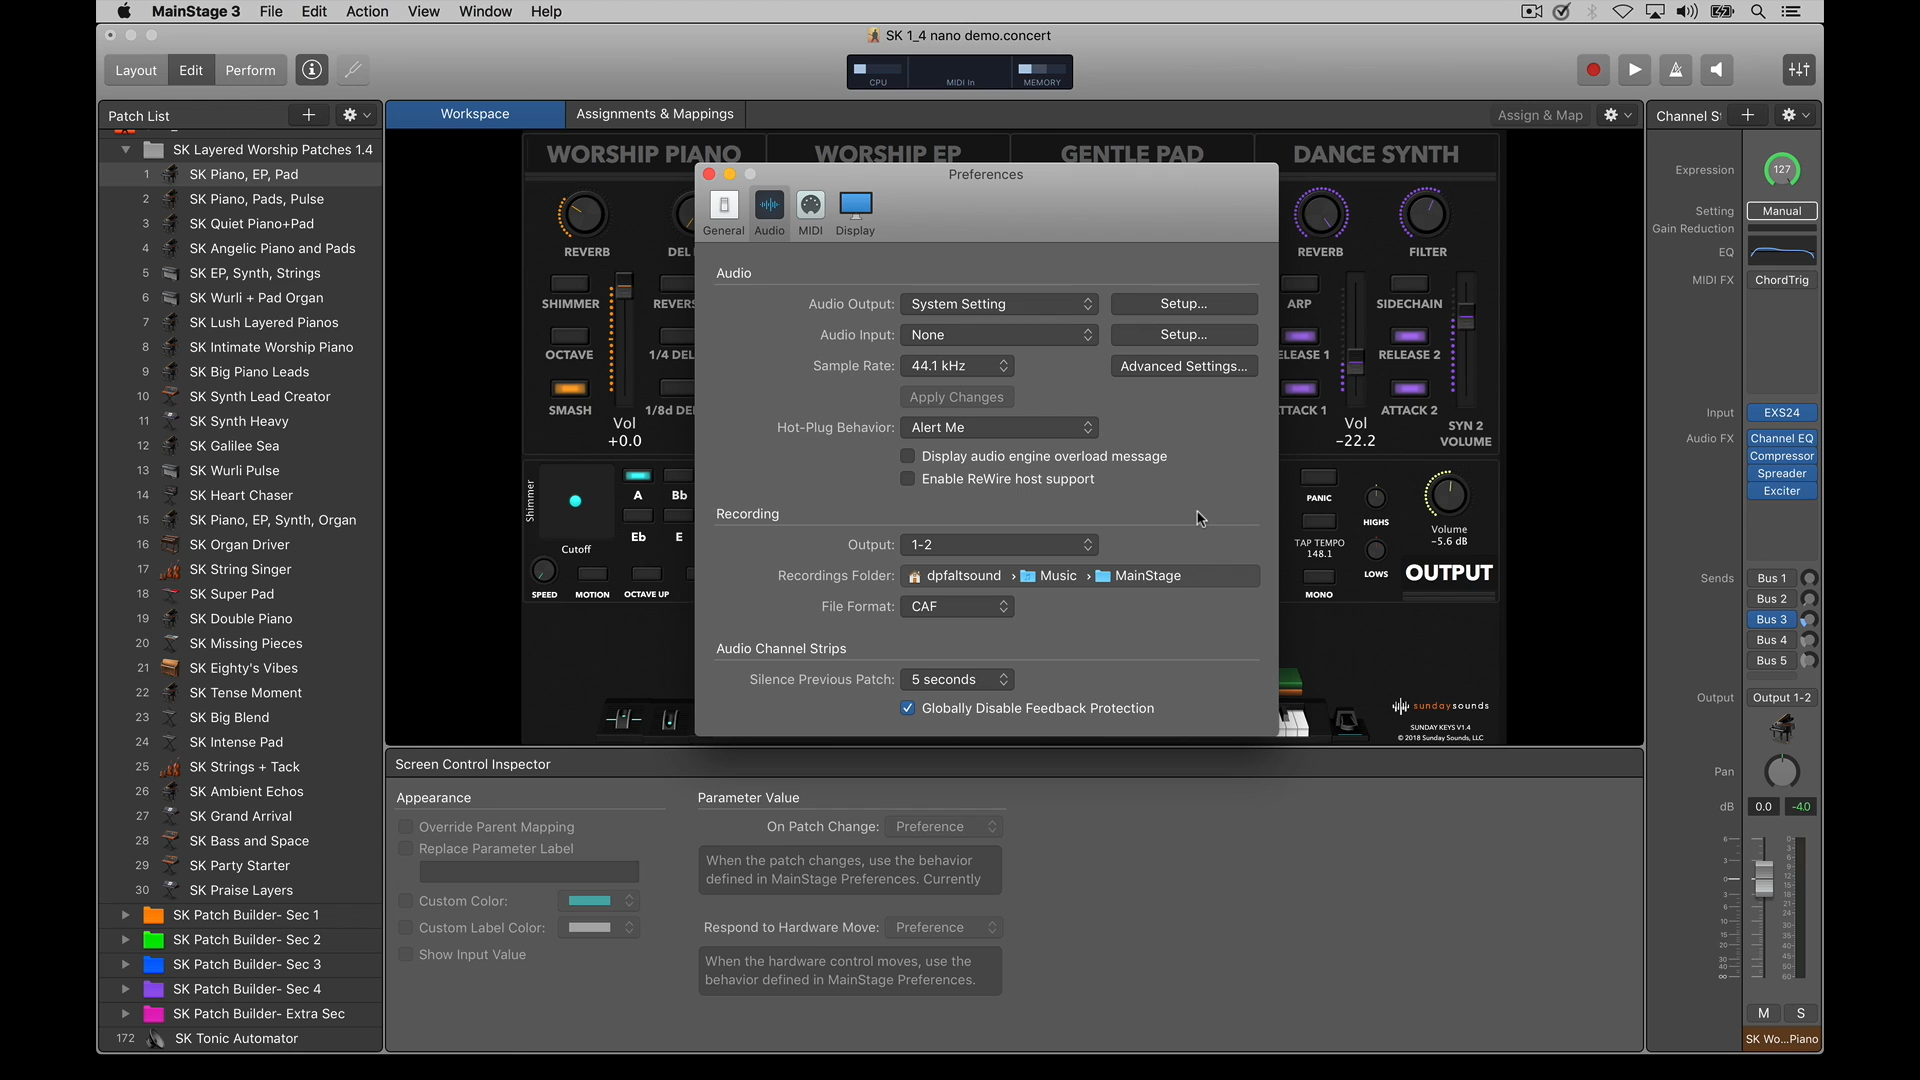 MainStage 3 File Edit Action View Window Help
SK 1_4 nano demo.concert
Layout Edit Perform
CPU MIDI In MEMORY
Patch List
Workspace Assignments & Mappings Assign & Map
Channel S
SK Layered Worship Patches 1.4
1 SK Piano, EP, Pad
2 SK Piano, Pads, Pulse
3 SK Quiet Piano+Pad
4 SK Angelic Piano and Pads
5 SK EP, Synth, Strings
6 SK Wurli + Pad Organ
7 SK Lush Layered Pianos
8 SK Intimate Worship Piano
9 SK Big Piano Leads
10 SK Synth Lead Creator
11 SK Synth Heavy
12 SK Galilee Sea
13 SK Wurli Pulse
14 SK Heart Chaser
15 SK Piano, EP, Synth, Organ
16 SK Organ Driver
17 SK String Singer
18 SK Super Pad
19 SK Double Piano
20 SK Missing Pieces
21 SK Eighty's Vibes
22 SK Tense Moment
23 SK Big Blend
24 SK Intense Pad
25 SK Strings + Tack
26 SK Ambient Echos
27 SK Grand Arrival
28 SK Bass and Space
29 SK Party Starter
30 SK Praise Layers
SK Patch Builder- Sec 1
SK Patch Builder- Sec 2
SK Patch Builder- Sec 3
SK Patch Builder- Sec 4
SK Patch Builder- Extra Sec
172 SK Tonic Automator
WORSHIP PIANO WORSHIP EP GENTLE PAD DANCE SYNTH
REVERB DEL
SHIMMER REVERS
OCTAVE 1/4 DEL
SMASH 1/8d DEL
Vol
+0.0
Shimmer
Cutoff
A Bb
Eb E
SPEED MOTION OCTAVE UP
Preferences
General Audio MIDI Display
Audio
Audio Output: System Setting Setup...
Audio Input: None Setup...
Sample Rate: 44.1 kHz Advanced Settings...
Apply Changes
Hot-Plug Behavior: Alert Me
Display audio engine overload message
Enable ReWire host support
Recording
Output: 1-2
Recordings Folder: dpfaltsound › Music › MainStage
File Format: CAF
Audio Channel Strips
Silence Previous Patch: 5 seconds
Globally Disable Feedback Protection
REVERB FILTER
ARP SIDECHAIN
ELEASE 1 RELEASE 2
TTACK 1 ATTACK 2
Vol
-22.2
SYN 2
VOLUME
PANIC
HIGHS
TAP TEMPO
148.1
LOWS
MONO
Volume
-5.6 dB
OUTPUT
sundaysounds
SUNDAY KEYS V1.4
© 2018 Sunday Sounds, LLC
Screen Control Inspector
Appearance
Override Parent Mapping
Replace Parameter Label
Custom Color:
Custom Label Color:
Show Input Value
Parameter Value
On Patch Change: Preference
When the patch changes, use the behavior
defined in MainStage Preferences. Currently
Respond to Hardware Move: Preference
When the hardware control moves, use the
behavior defined in MainStage Preferences.
Expression 127
Setting Manual
Gain Reduction
EQ
MIDI FX ChordTrig
Input EXS24
Audio FX Channel EQ
Compressor
Spreader
Exciter
Sends Bus 1
Bus 2
Bus 3
Bus 4
Bus 5
Output Output 1-2
Pan
dB 0.0 -4.0
M S
SK Wo...Piano